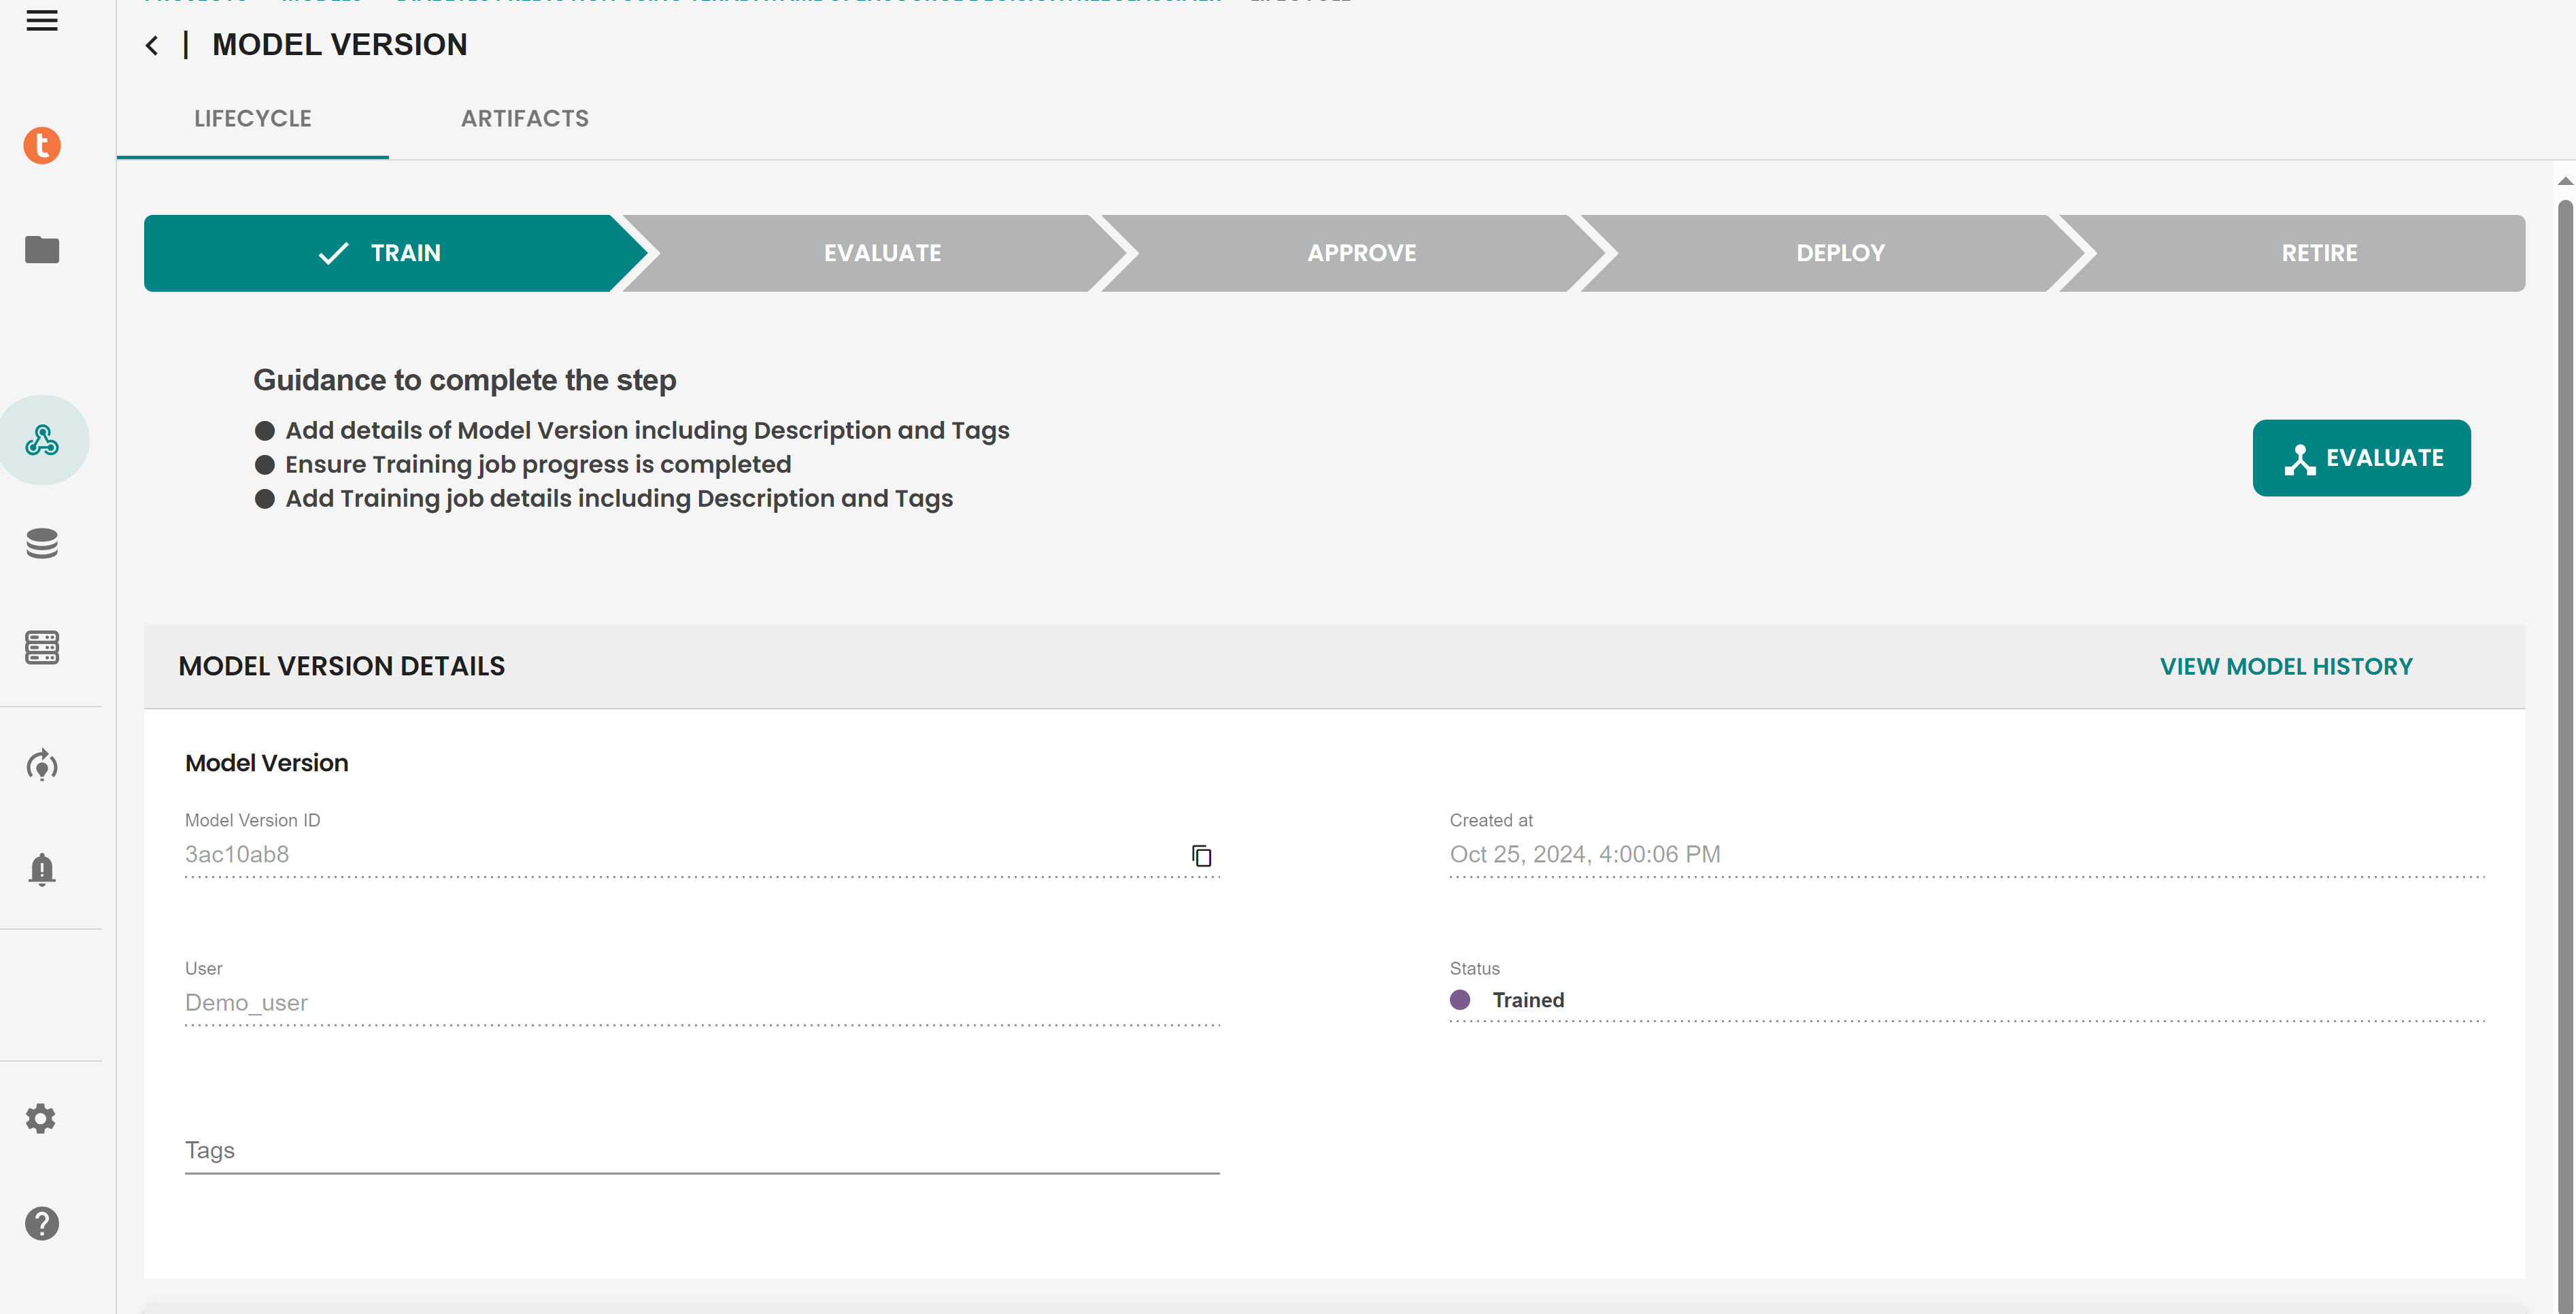 MODEL VERSION
LIFECYCLE ARTIFACTS
t
TRAIN EVALUATE APPROVE DEPLOY RETIRE
Guidance to complete the step
Add details of Model Version including Description and Tags
Ensure Training job progress is completed
Add Training job details including Description and Tags
EVALUATE
MODEL VERSION DETAILS VIEW MODEL HISTORY
Model Version
Model Version ID
3ac10ab8
Created at
Oct 25, 2024, 4:00:06 PM
User
Demo_user
Status
Trained
Tags